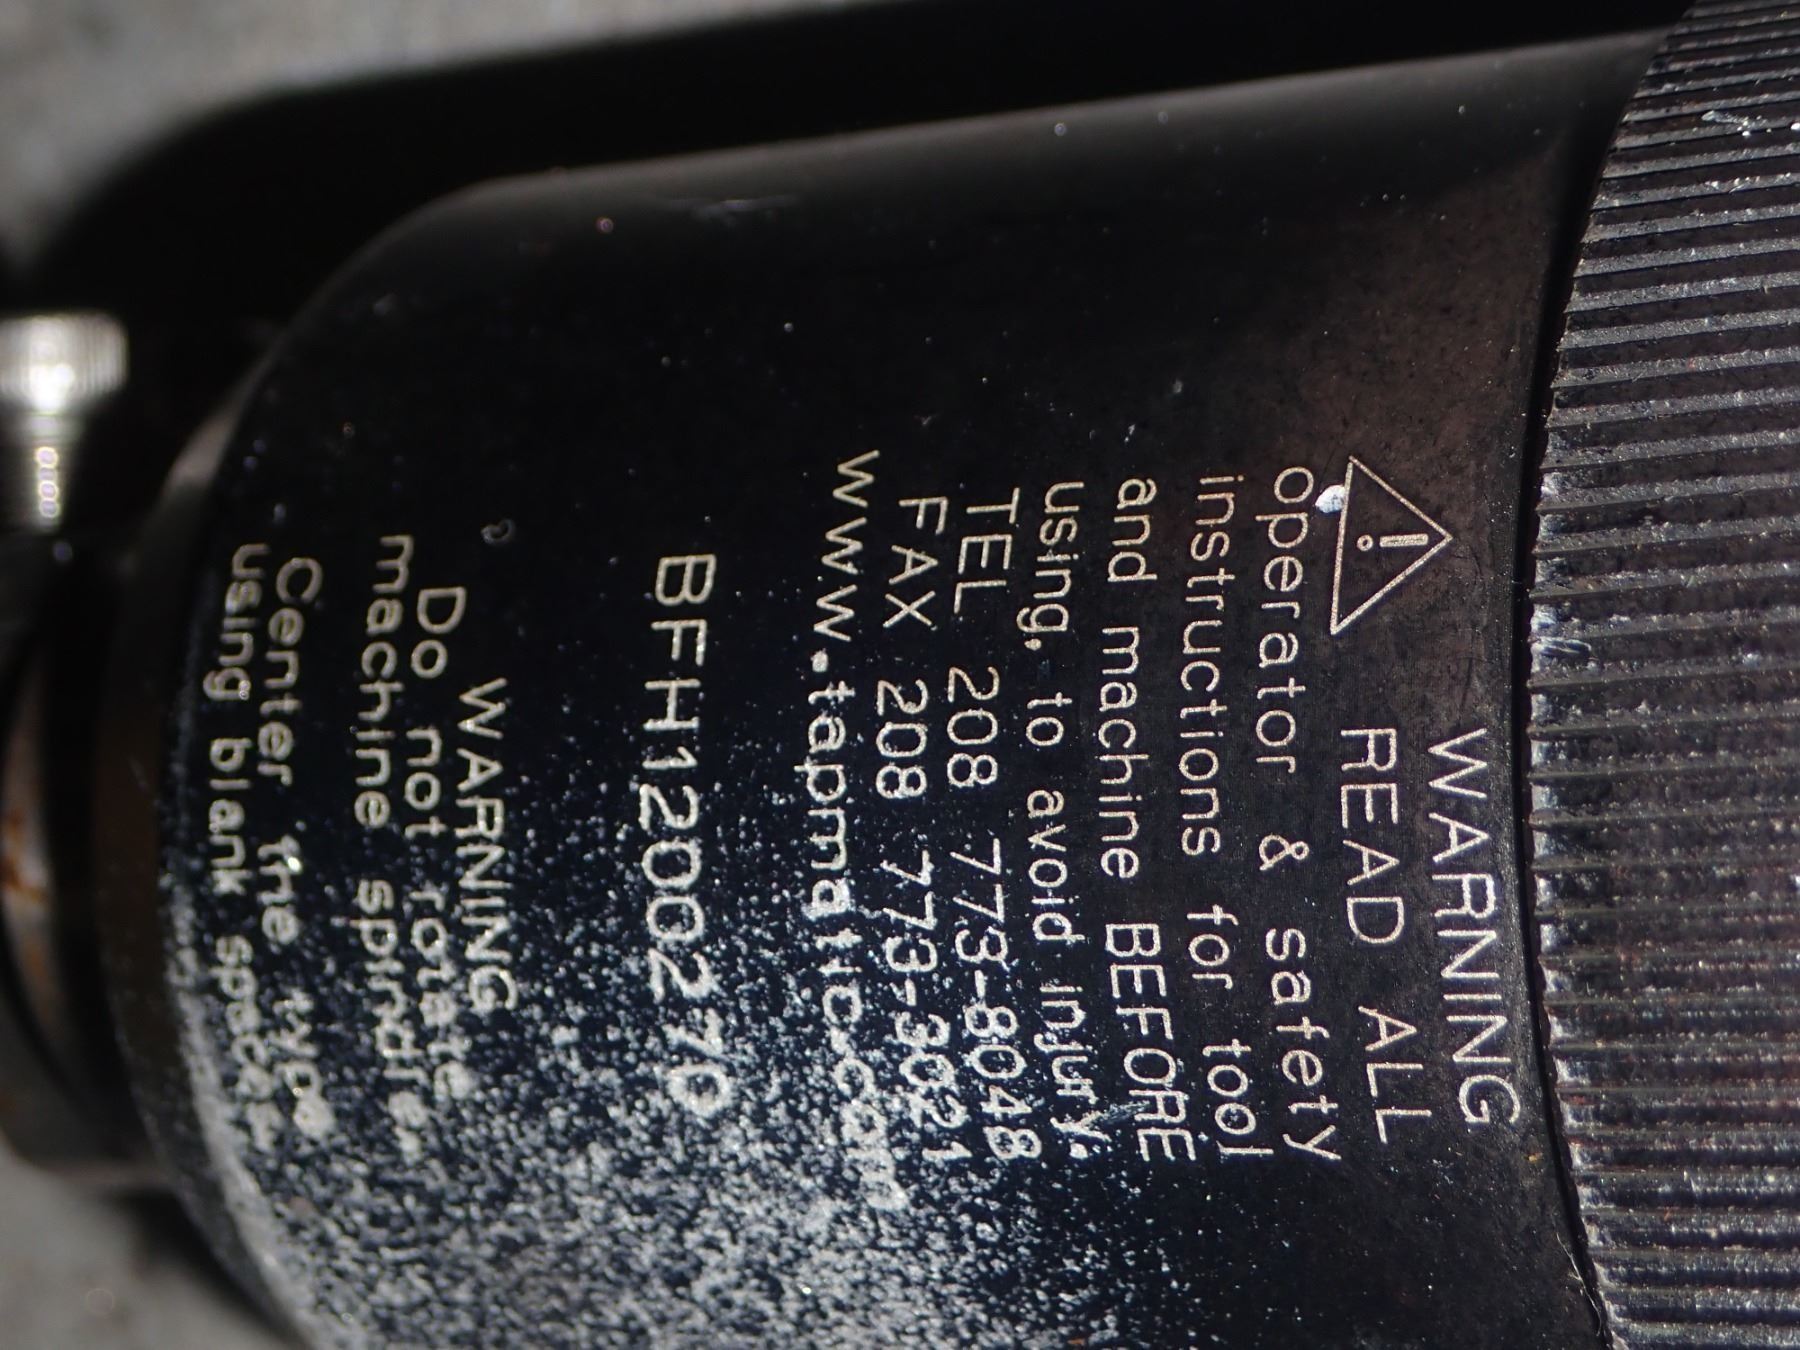 WARNING
READ ALL
operator & safety
instructions for tool
and machine BEFORE
using, to avoid injury.
TEL 208 773-8048
FAX 208 773-3021
www.tapmatic.com
BFH1200270
WARNING
Do not rotate
machine spindle.
Center the type
using blank space.